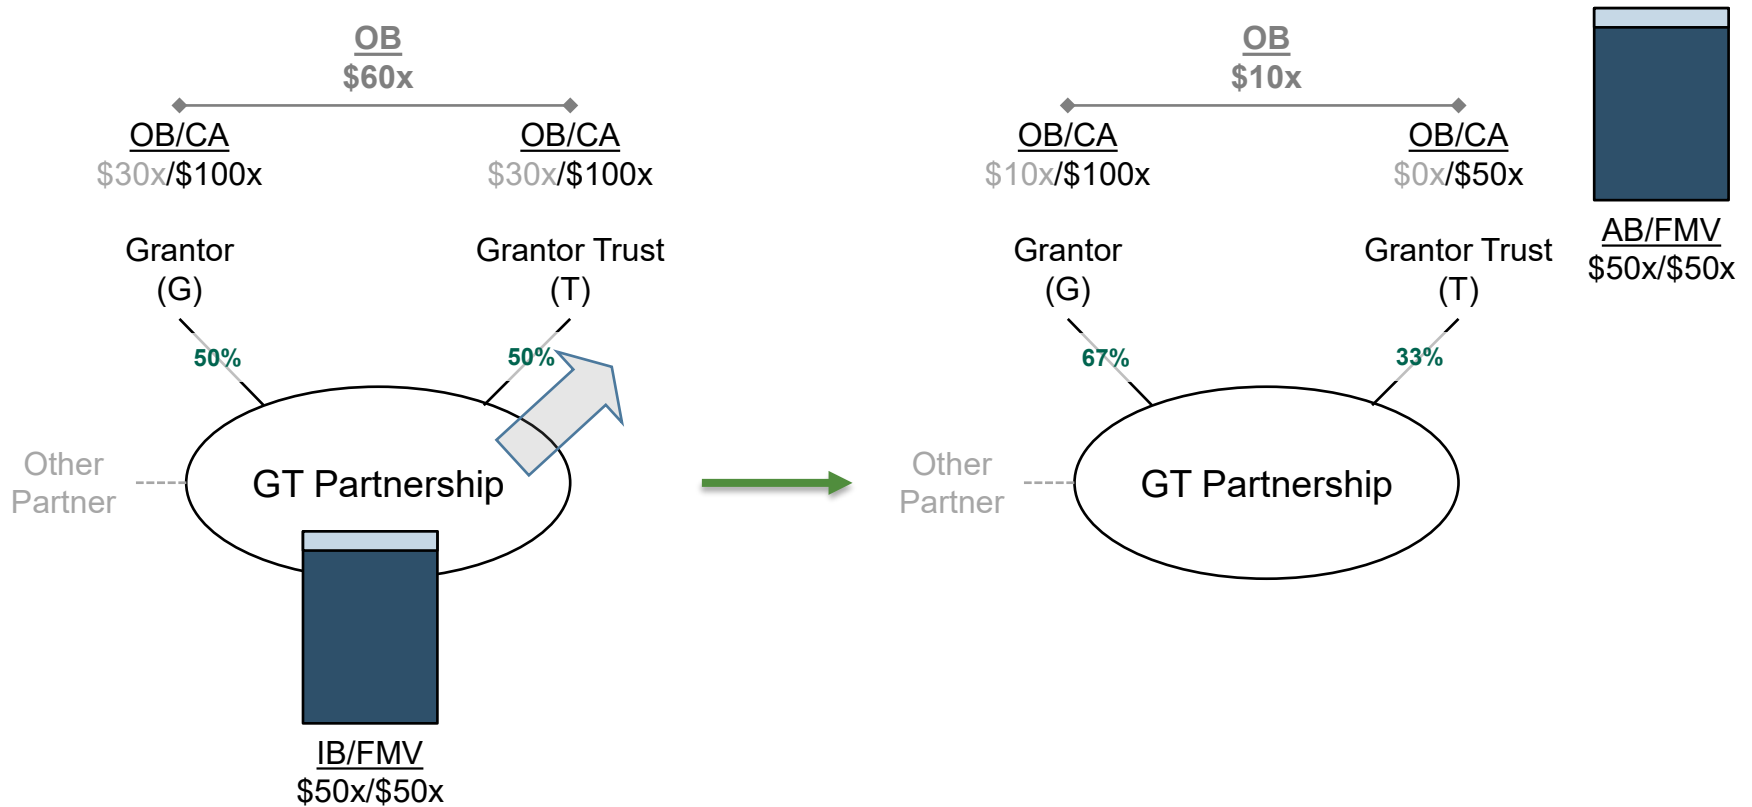 OB
$60x
OB/CA
$30x/$100x
OB/CA
$30x/$100x
Grantor
(G)
Grantor Trust
(T)
50%
50%
Other
Partner
GT Partnership
IB/FMV
$50x/$50x
OB
$10x
OB/CA
$10x/$100x
OB/CA
$0x/$50x
AB/FMV
$50x/$50x
Grantor
(G)
Grantor Trust
(T)
67%
33%
Other
Partner
GT Partnership